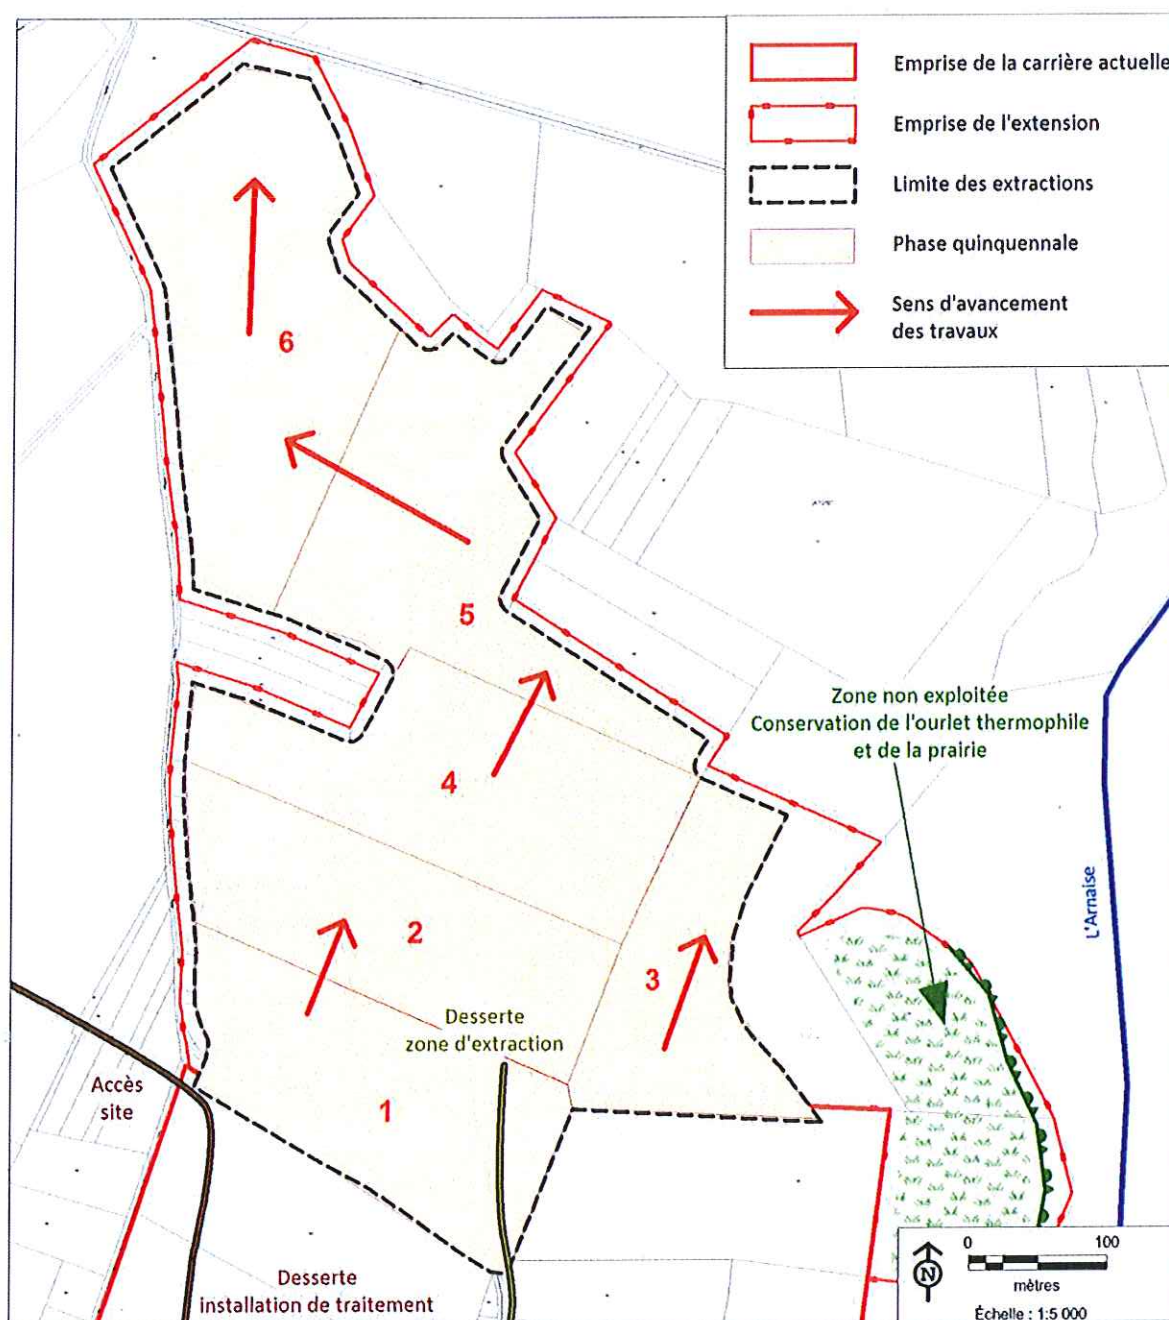 Emprise de la carrière actuelle
Emprise de l'extension
Limite des extractions
Phase quinquennale
Sens d'avancement
des travaux
6
5
Zone non exploitée
Conservation de l'ourlet thermophile
et de la prairie
4
L'Arnaise
2
3
Desserte
zone d'extraction
Accès
site
1
Desserte
installation de traitement
N
0 100
mètres
Échelle : 1:5 000